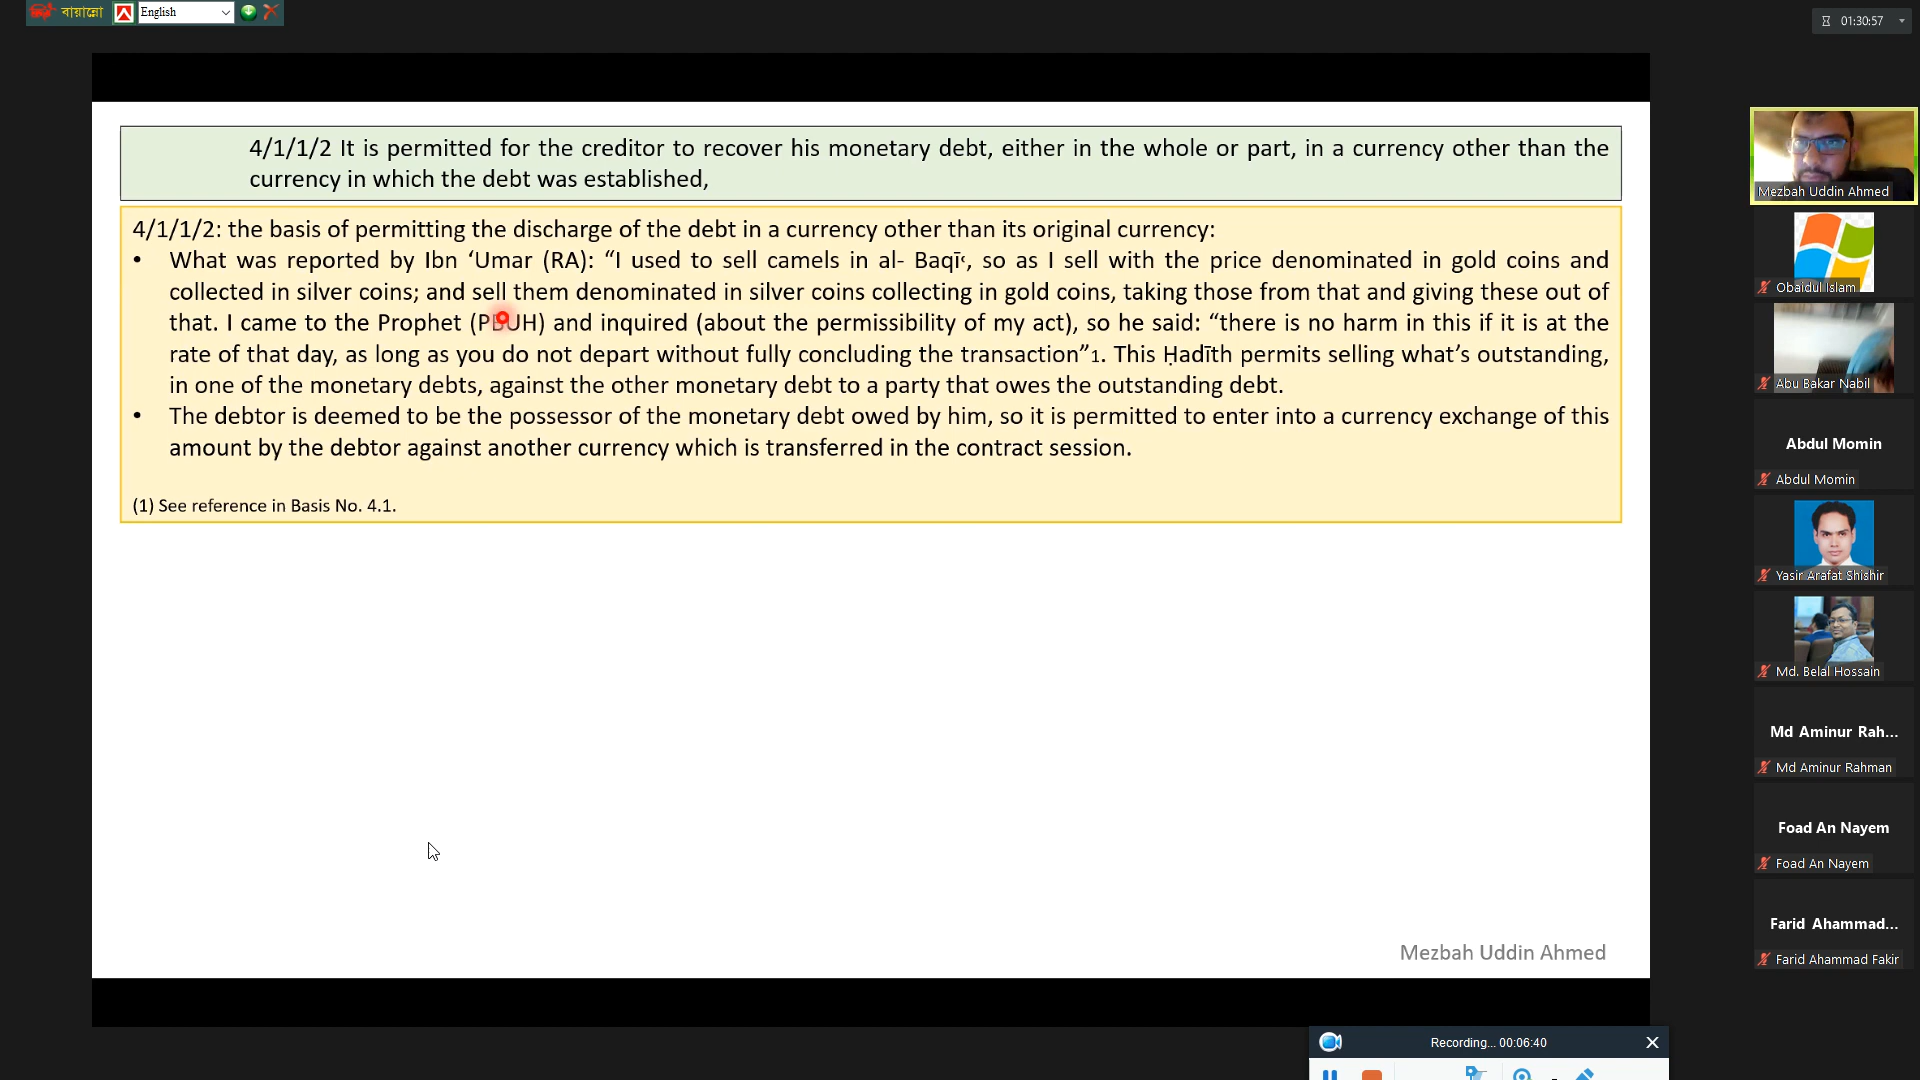 বায়ান্নো
English
01:30:57
4/1/1/2 It is permitted for the creditor to recover his monetary debt, either in the whole or part, in a currency other than the
currency in which the debt was established,
4/1/1/2: the basis of permitting the discharge of the debt in a currency other than its original currency:
• What was reported by Ibn ‘Umar (RA): “I used to sell camels in al- Baqīˤ, so as I sell with the price denominated in gold coins and
collected in silver coins; and sell them denominated in silver coins collecting in gold coins, taking those from that and giving these out of
that. I came to the Prophet (PBUH) and inquired (about the permissibility of my act), so he said: “there is no harm in this if it is at the
rate of that day, as long as you do not depart without fully concluding the transaction”1. This Ḥadīth permits selling what’s outstanding,
in one of the monetary debts, against the other monetary debt to a party that owes the outstanding debt.
• The debtor is deemed to be the possessor of the monetary debt owed by him, so it is permitted to enter into a currency exchange of this
amount by the debtor against another currency which is transferred in the contract session.
(1) See reference in Basis No. 4.1.
Mezbah Uddin Ahmed
Mezbah Uddin Ahmed
Obaidul Islam
Abu Bakar Nabil
Abdul Momin
Abdul Momin
Yasir Arafat Shishir
Md. Belal Hossain
Md Aminur Rah...
Md Aminur Rahman
Foad An Nayem
Foad An Nayem
Farid Ahammad...
Farid Ahammad Fakir
Recording... 00:06:40